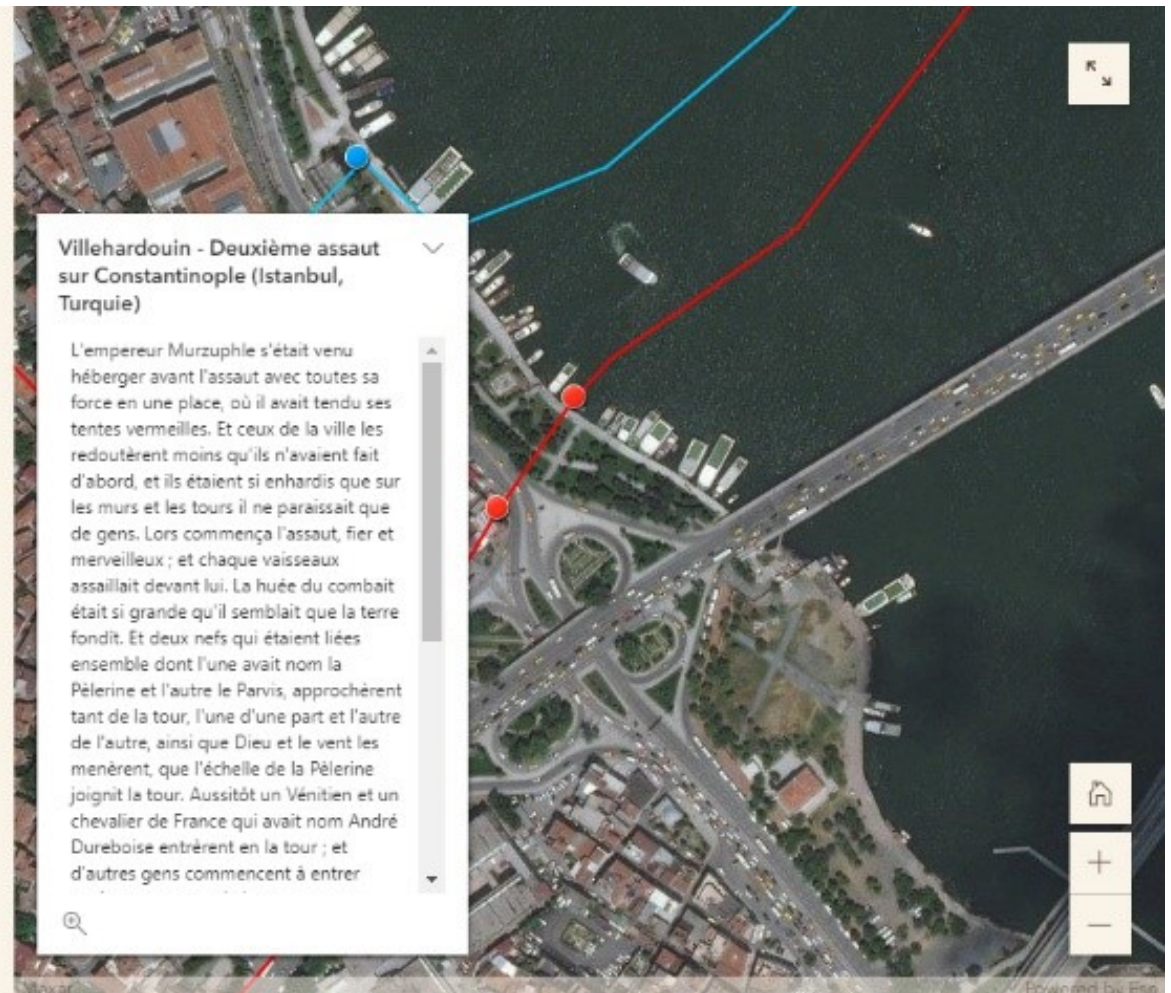 Villehardouin - Deuxième assaut
sur Constantinople (Istanbul,
Turquie)
L'empereur Murzuphle s'était venu
héberger avant l'assaut avec toutes sa
force en une place, où il avait tendu ses
tentes vermeilles. Et ceux de la ville les
redoutèrent moins qu'ils n'avaient fait
d'abord, et ils étaient si enhardis que sur
les murs et les tours il ne paraissait que
de gens. Lors commença l'assaut, fier et
merveilleux ; et chaque vaisseaux
assaillait devant lui. La huée du combait
était si grande qu'il semblait que la terre
fondît. Et deux nefs qui étaient liées
ensemble dont l'une avait nom la
Pèlerine et l'autre le Parvis, approchèrent
tant de la tour, l'une d'une part et l'autre
de l'autre, ainsi que Dieu et le vent les
menèrent, que l'échelle de la Pèlerine
joignit la tour. Aussitôt un Vénitien et un
chevalier de France qui avait nom André
Dureboise entrèrent en la tour ; et
d'autres gens commencent à entrer
Maxar
Powered by Esri